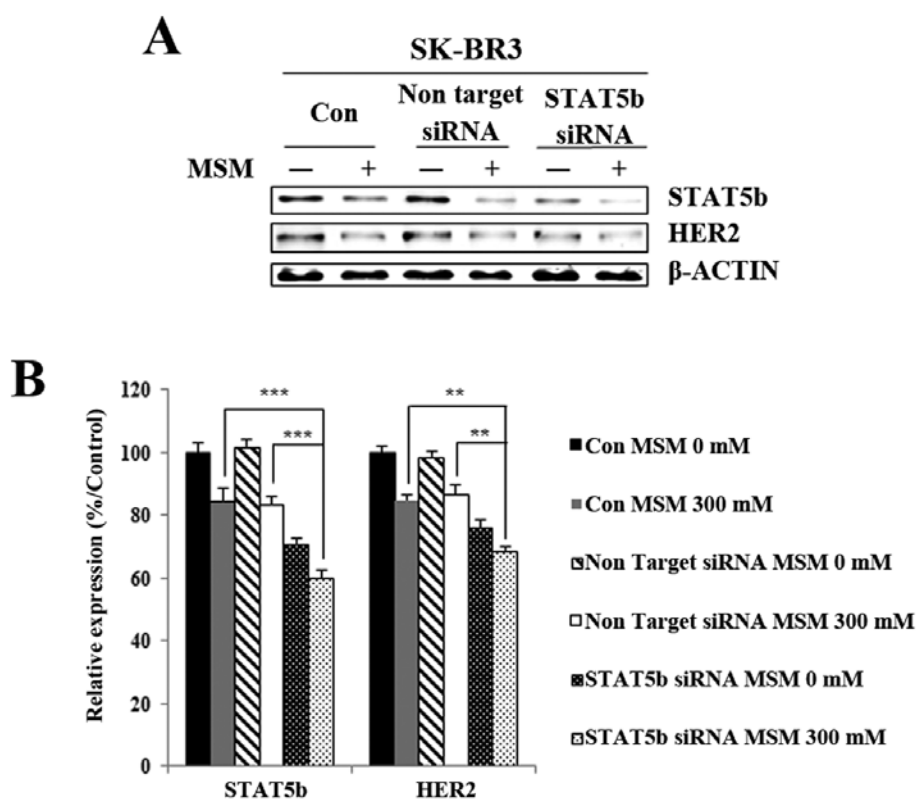 A
SK-BR3
Con
Non target
siRNA
STAT5b
siRNA
MSM — + — + — +
STAT5b
HER2
β-ACTIN
B
Relative expression (%/Control)
120
100
80
60
40
20
0
*** 
***
**
**
STAT5b
HER2
Con MSM 0 mM
Con MSM 300 mM
Non Target siRNA MSM 0 mM
Non Target siRNA MSM 300 mM
STAT5b siRNA MSM 0 mM
STAT5b siRNA MSM 300 mM